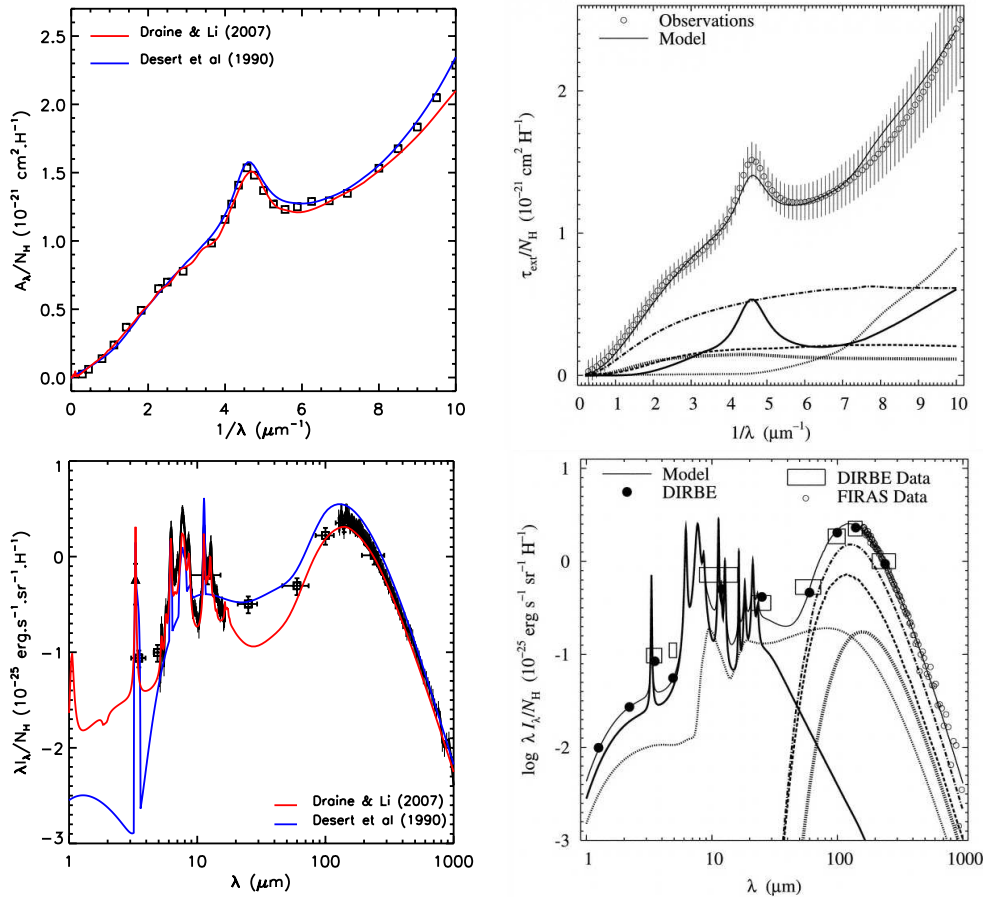 Draine & Li (2007)
Desert et al (1990)
A_λ/N_H (10⁻²¹ cm².H⁻¹)
2.5
2.0
1.5
1.0
0.5
0.0
0 2 4 6 8 10
1/λ (μm⁻¹)
Observations
Model
τ_ext/N_H (10⁻²¹ cm² H⁻¹)
2
1
0
0 1 2 3 4 5 6 7 8 9 10
1/λ (μm⁻¹)
λI_λ/N_H (10⁻²⁵ erg.s⁻¹.sr⁻¹.H⁻¹)
1
0
-1
-2
-3
Draine & Li (2007)
Desert et al (1990)
1 10 100 1000
λ (μm)
Model
DIRBE
DIRBE Data
FIRAS Data
log λ I_λ/N_H (10⁻²⁵ erg s⁻¹ sr⁻¹ H⁻¹)
1
0
-1
-2
-3
1 10 100 1000
λ (μm)